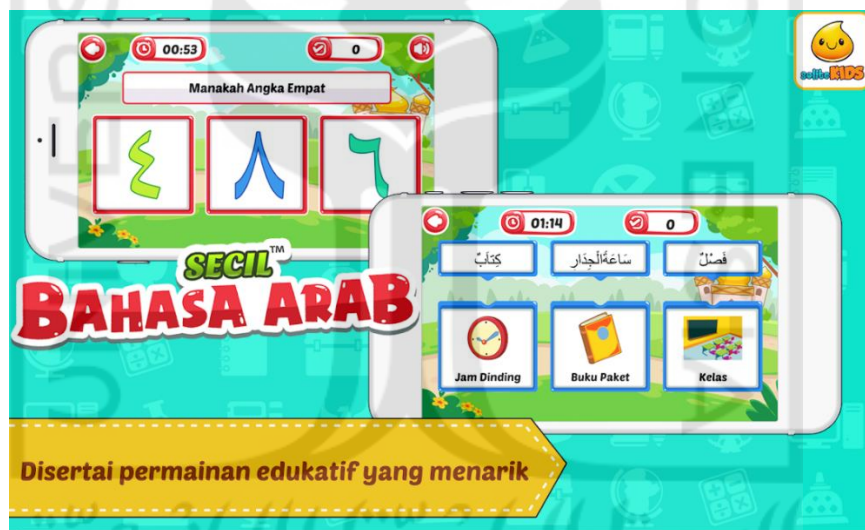 00:53
0
Manakah Angka Empat
٤ ٨ ٦
soliteKIDS
01:14
0
كِتَابٌ سَاعَةُالْجِدَارِ فَصْلٌ
Jam Dinding Buku Paket Kelas
SECIL™
BAHASA ARAB
Disertai permainan edukatif yang menarik